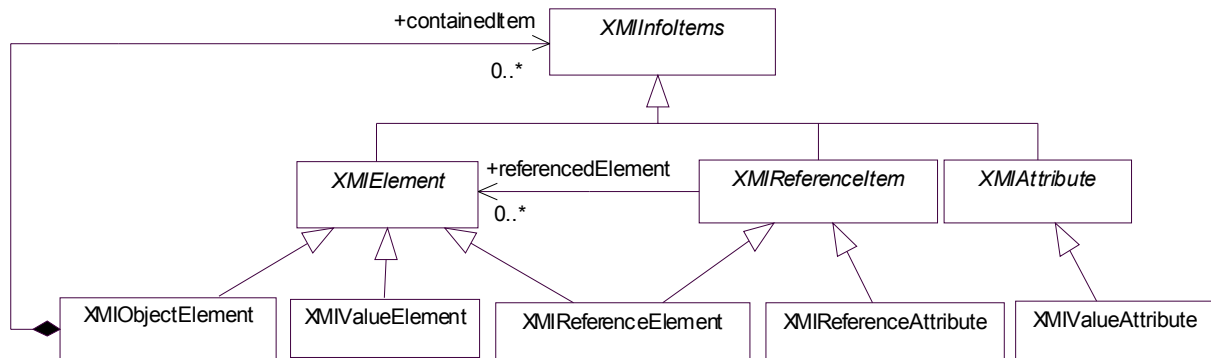 +containedItem
XMIInfoItems
0..*
XMIElement
+referencedElement
XMIReferenceItem
XMIAttribute
0..*
XMIObjectElement
XMIValueElement
XMIReferenceElement
XMIReferenceAttribute
XMIValueAttribute